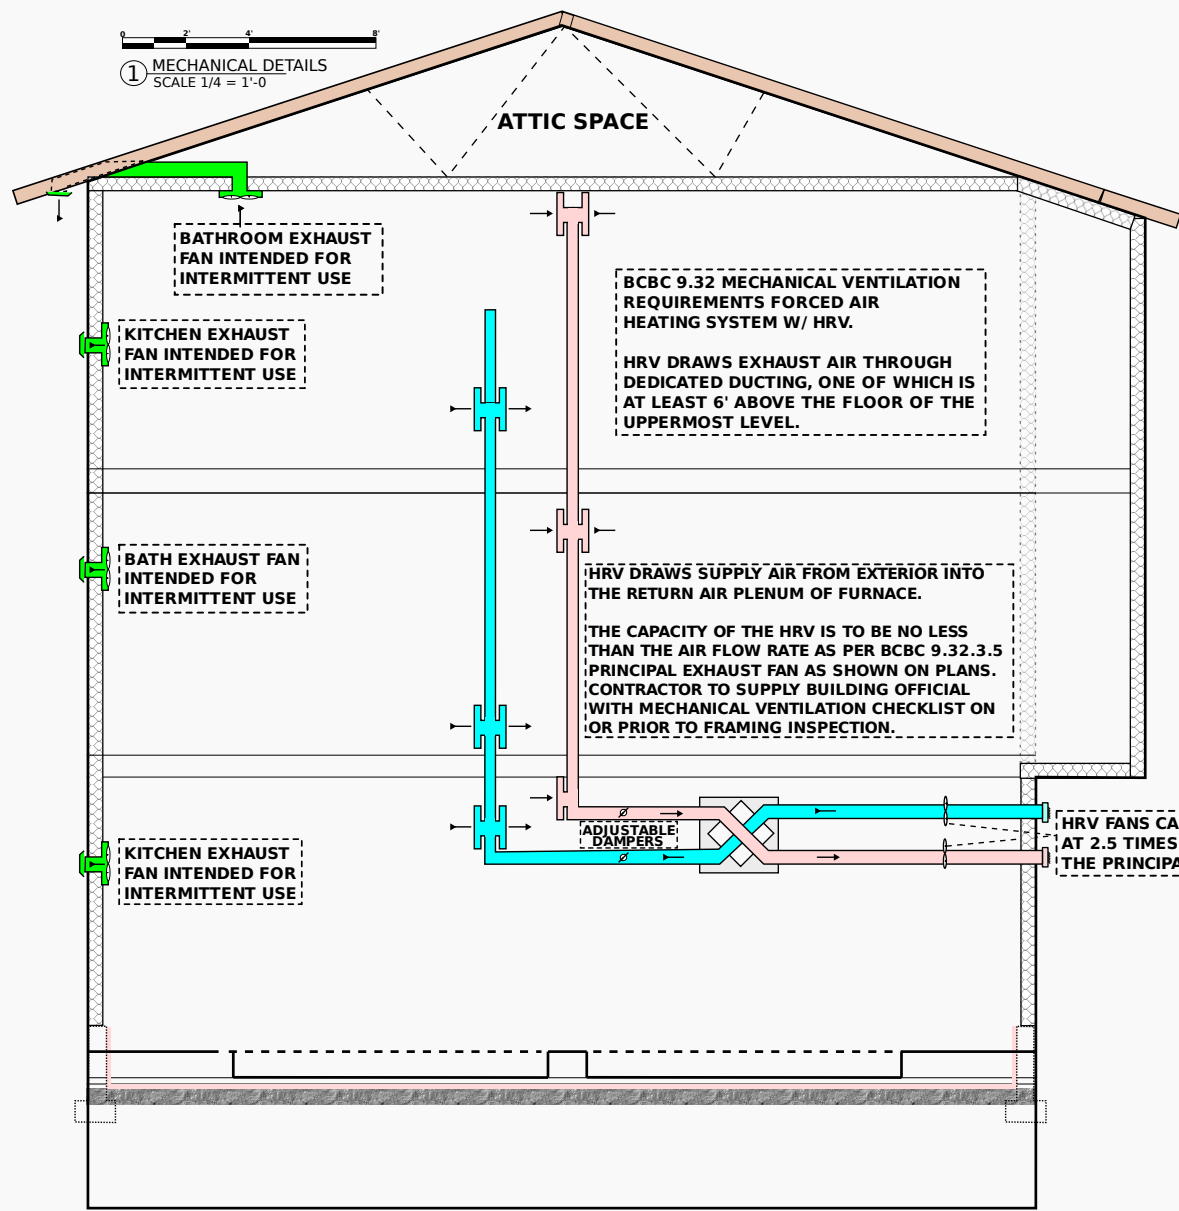 0 2' 4' 8'
1 MECHANICAL DETAILS
SCALE 1/4 = 1'-0
ATTIC SPACE
BATHROOM EXHAUST
FAN INTENDED FOR
INTERMITTENT USE
KITCHEN EXHAUST
FAN INTENDED FOR
INTERMITTENT USE
BCBC 9.32 MECHANICAL VENTILATION
REQUIREMENTS FORCED AIR
HEATING SYSTEM W/ HRV.
HRV DRAWS EXHAUST AIR THROUGH
DEDICATED DUCTING, ONE OF WHICH IS
AT LEAST 6' ABOVE THE FLOOR OF THE
UPPERMOST LEVEL.
BATH EXHAUST FAN
INTENDED FOR
INTERMITTENT USE
HRV DRAWS SUPPLY AIR FROM EXTERIOR INTO
THE RETURN AIR PLENUM OF FURNACE.
THE CAPACITY OF THE HRV IS TO BE NO LESS
THAN THE AIR FLOW RATE AS PER BCBC 9.32.3.5
PRINCIPAL EXHAUST FAN AS SHOWN ON PLANS.
CONTRACTOR TO SUPPLY BUILDING OFFICIAL
WITH MECHANICAL VENTILATION CHECKLIST ON
OR PRIOR TO FRAMING INSPECTION.
ADJUSTABLE
DAMPERS
HRV FANS CA
AT 2.5 TIMES
THE PRINCIPA
KITCHEN EXHAUST
FAN INTENDED FOR
INTERMITTENT USE